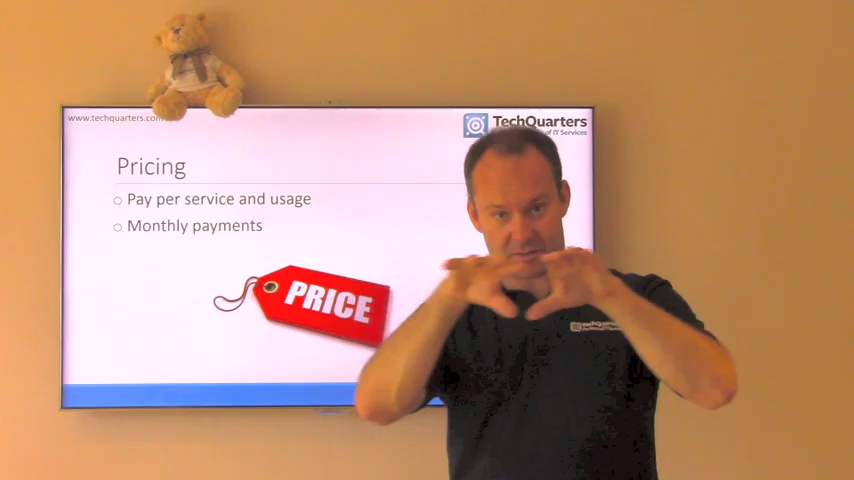 www.techquarters.com
TechQuarters
of IT Services
Pricing
Pay per service and usage
Monthly payments
PRICE